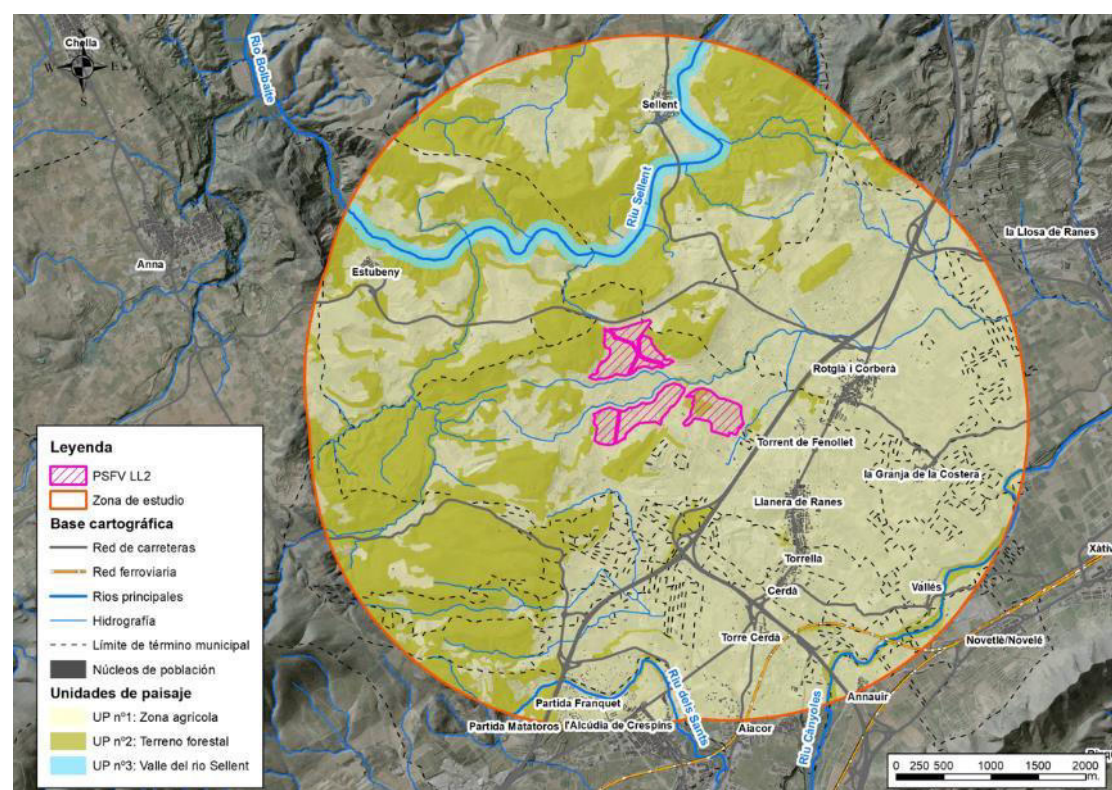 Chella
N
W
E
S
Río Bolbaite
Sellent
Riu Sellent
la Llosa de Ranes
Anna
Estubeny
Rotglà i Corberà
Torrent de Fenollet
la Granja de la Costera
Llanera de Ranes
Xàtiv
Torrella
Cerdà
Vallés
Torre Cerdà
Novetlè/Novelé
Annauir
Partida Franquet
Riu dels Sants
Partida Matatoros
l'Alcúdia de Crespins
Aiacor
Riu Cànyoles
Leyenda
PSFV LL2
Zona de estudio
Base cartográfica
Red de carreteras
Red ferroviaria
Rios principales
Hidrografía
Límite de término municipal
Núcleos de población
Unidades de paisaje
UP nº1: Zona agrícola
UP nº2: Terreno forestal
UP nº3: Valle del rio Sellent
0 250 500 1000 1500 2000
m.